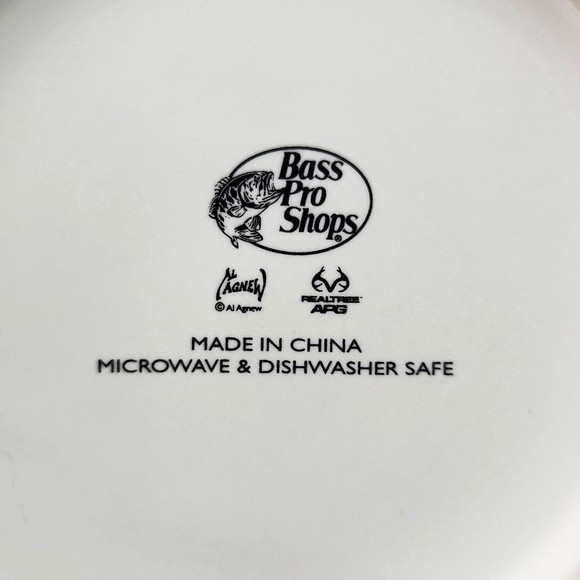 Bass
Pro
Shops®
AL
AGNEW
© Al Agnew
REALTREE
APG
MADE IN CHINA
MICROWAVE & DISHWASHER SAFE